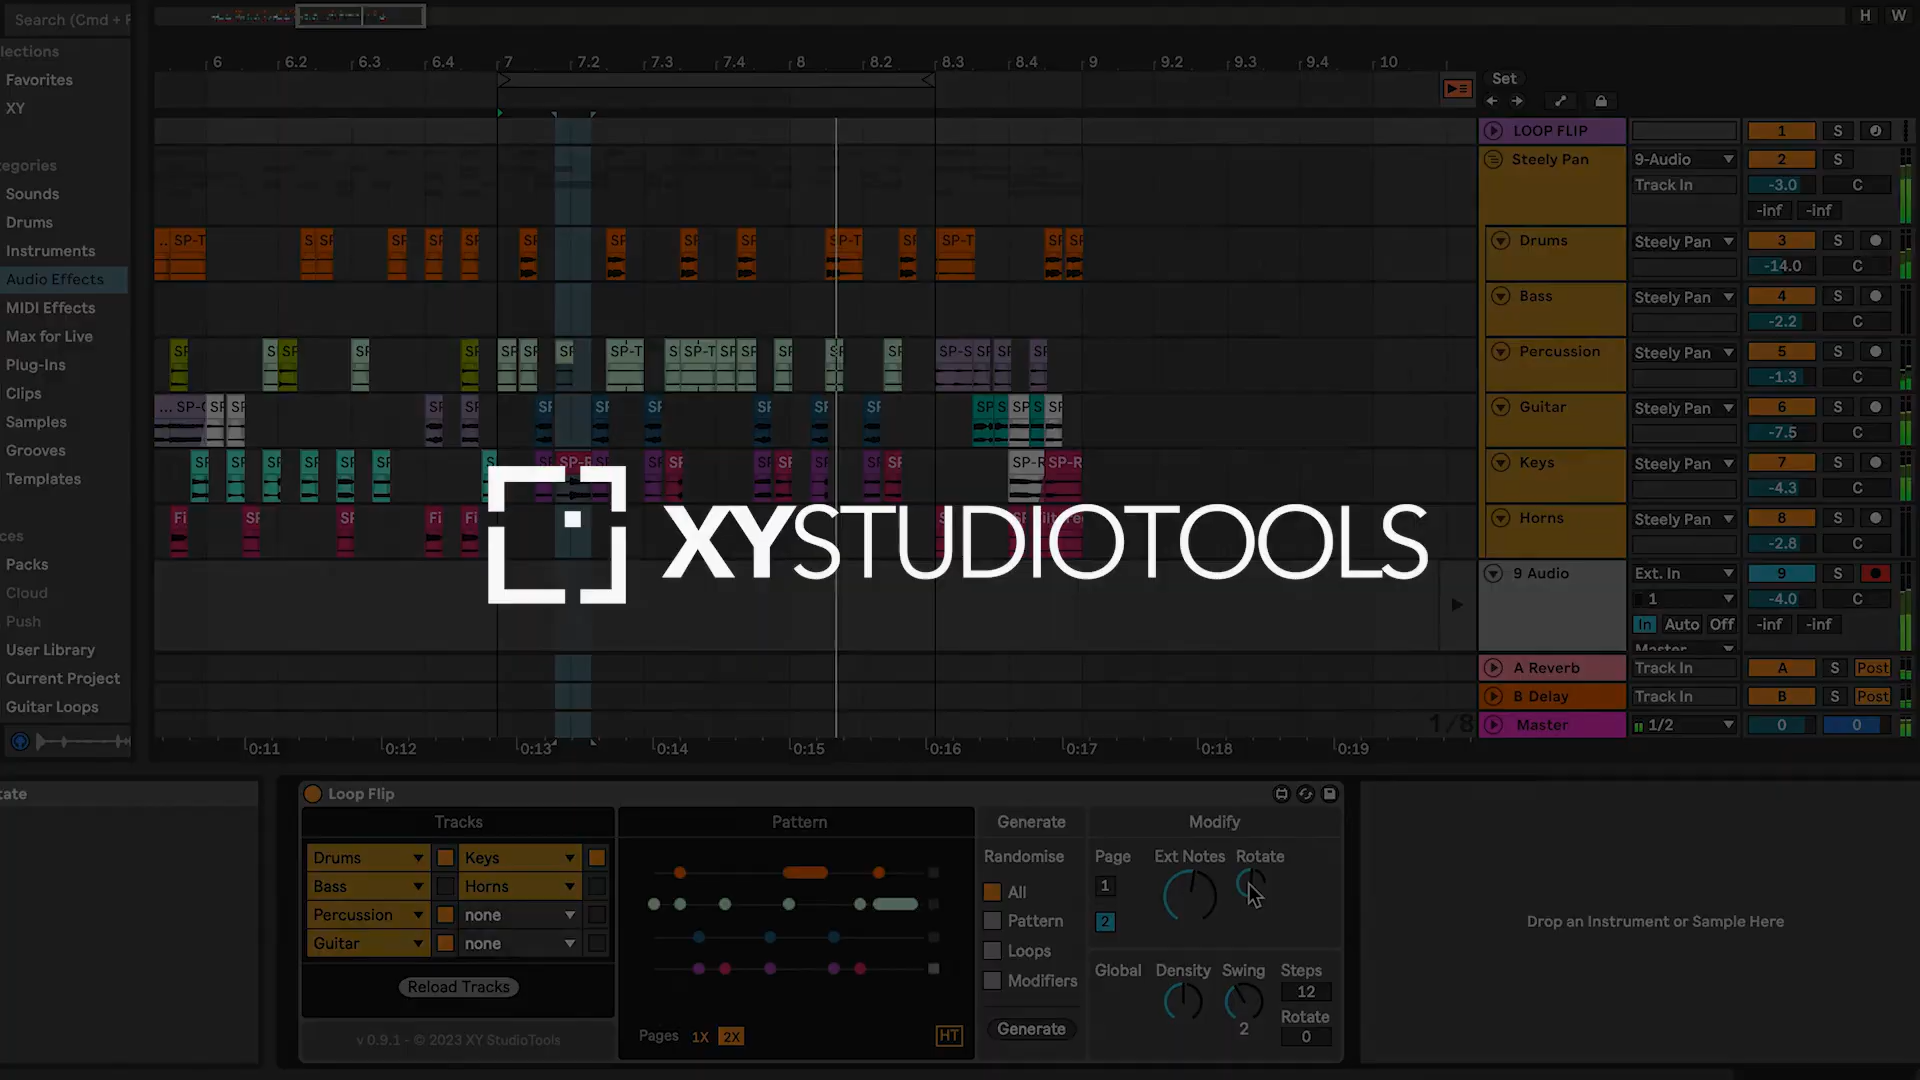 Search (Cmd + F
H W
lections
Favorites
XY
tegories
Sounds
Drums
Instruments
Audio Effects
MIDI Effects
Max for Live
Plug-Ins
Clips
Samples
Grooves
Templates
ces
Packs
Cloud
Push
User Library
Current Project
Guitar Loops
6 6.2 6.3 6.4 7 7.2 7.3 7.4 8 8.2 8.3 8.4 9 9.2 9.3 9.4 10
Set
LOOP FLIP 1 S
Steely Pan 9-Audio 2 S
Track In -3.0 C
-inf -inf
Drums Steely Pan 3 S
-14.0 C
Bass Steely Pan 4 S
-2.2 C
Percussion Steely Pan 5 S
-1.3 C
Guitar Steely Pan 6 S
-7.5 C
Keys Steely Pan 7 S
-4.3 C
Horns Steely Pan 8 S
-2.8 C
9 Audio Ext. In 9 S
1 -4.0 C
In Auto Off -inf -inf
Master
A Reverb Track In A S Post
B Delay Track In B S Post
1/8 Master 1/2 0 0
XYSTUDIOTOOLS
0:11 0:12 0:13 0:14 0:15 0:16 0:17 0:18 0:19
tate
Loop Flip
Tracks Pattern Generate Modify
Drums Keys
Bass Horns
Percussion none
Guitar none
Reload Tracks
v 0.9.1 - © 2023 XY StudioTools
Pages 1X 2X HT
Randomise
All
Pattern
Loops
Modifiers
Generate
Page Ext Notes Rotate
1
2
Global Density Swing Steps
12
Rotate
2 0
Drop an Instrument or Sample Here